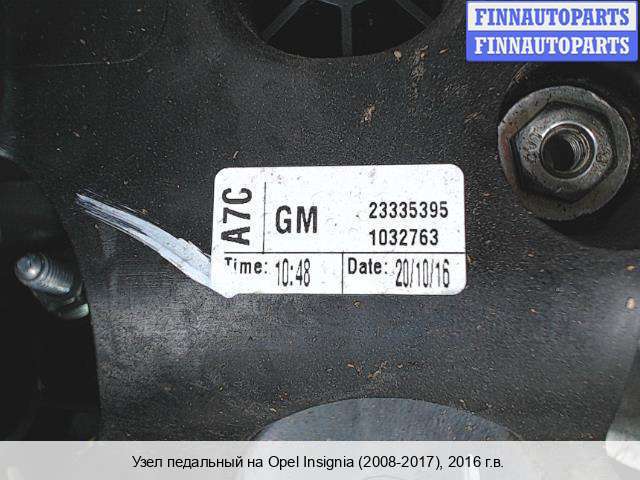 FINNAUTOPARTS
FINNAUTOPARTS
A7C
GM
23335395
1032763
Time: 10:48 Date: 20/10/16
Узел педальный на Opel Insignia (2008-2017), 2016 г.в.